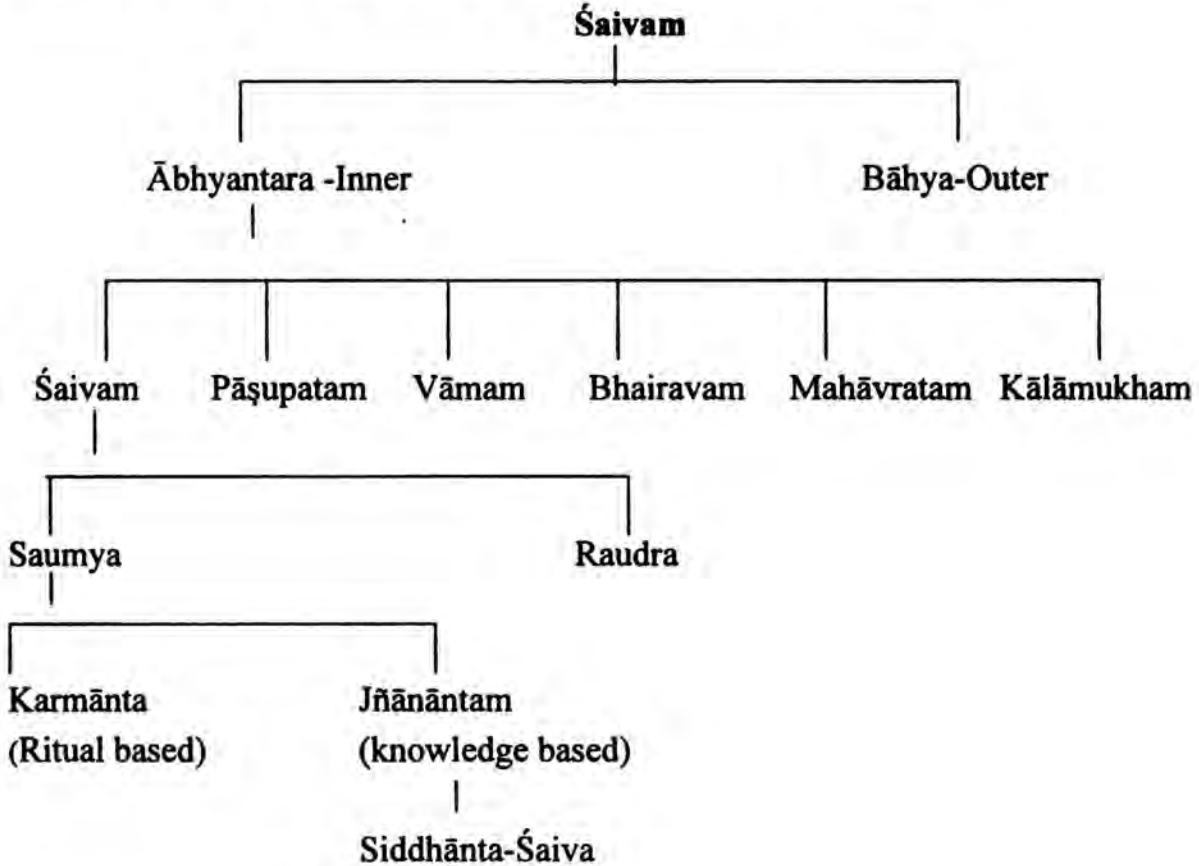 Śaivam
Ābhyantara -Inner
Bāhya-Outer
Śaivam Pāşupatam Vāmam Bhairavam Mahāvratam Kālāmukham
Saumya
Raudra
Karmānta
(Ritual based)
Jñānāntam
(knowledge based)
Siddhānta-Śaiva